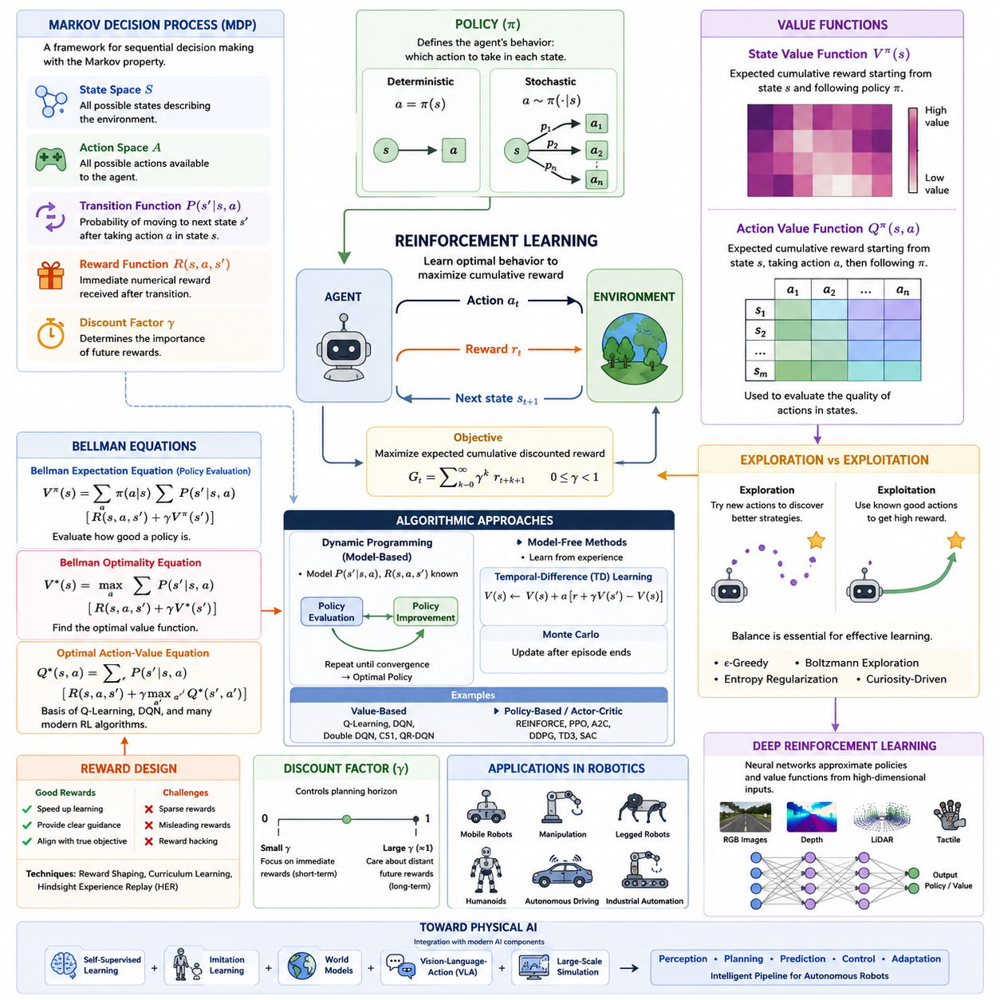 MARKOV DECISION PROCESS (MDP)
A framework for sequential decision making
with the Markov property.
State Space S
All possible states describing
the environment.
Action Space A
All possible actions available
to the agent.
Transition Function P(s'|s, a)
Probability of moving to next state s'
after taking action a in state s.
Reward Function R(s, a, s')
Immediate numerical reward
received after transition.
Discount Factor γ
Determines the importance
of future rewards.
POLICY (π)
Defines the agent's behavior:
which action to take in each state.
Deterministic
a = π(s)
s
a
Stochastic
a ~ π(·|s)
s
p₁
p₂
pₙ
a₁
a₂
aₙ
VALUE FUNCTIONS
State Value Function V^π(s)
Expected cumulative reward starting from
state s and following policy π.
High
value
Low
value
Action Value Function Q^π(s, a)
Expected cumulative reward starting from
state s, taking action a, then following π.
a₁ a₂ ... aₙ
s₁
s₂
...
sₘ
Used to evaluate the quality of
actions in states.
REINFORCEMENT LEARNING
Learn optimal behavior to
maximize cumulative reward
AGENT
Action aₜ
Reward rₜ
Next state sₜ₊₁
ENVIRONMENT
Objective
Maximize expected cumulative discounted reward
Gₜ = ∑_{k-0}^∞ γ^k r_{t+k+1} 0 ≤ γ < 1
BELLMAN EQUATIONS
Bellman Expectation Equation (Policy Evaluation)
V^π(s) = ∑_a π(a|s) ∑ P(s'|s, a)
[R(s, a, s') + γV^π(s')]
Evaluate how good a policy is.
Bellman Optimality Equation
V*(s) = max_a ∑ P(s'|s, a)
[R(s, a, s') + γV*(s')]
Find the optimal value function.
Optimal Action-Value Equation
Q*(s, a) = ∑ P(s'|s, a)
[R(s, a, s') + γ max_a' Q*(s', a')]
Basis of Q-Learning, DQN, and many
modern RL algorithms.
ALGORITHMIC APPROACHES
Dynamic Programming
(Model-Based)
• Model P(s'|s, a), R(s, a, s') known
Policy
Evaluation
Policy
Improvement
Repeat until convergence
→ Optimal Policy
Model-Free Methods
• Learn from experience
Temporal-Difference (TD) Learning
V(s) ← V(s) + a[r + γV(s') − V(s)]
Monte Carlo
Update after episode ends
Examples
Value-Based
Q-Learning, DQN,
Double DQN, C51, QR-DQN
Policy-Based / Actor-Critic
REINFORCE, PPO, A2C,
DDPG, TD3, SAC
EXPLORATION vs EXPLOITATION
Exploration
Try new actions to discover
better strategies.
Exploitation
Use known good actions
to get high reward.
Balance is essential for effective learning.
• ϵ-Greedy • Boltzmann Exploration
• Entropy Regularization • Curiosity-Driven
REWARD DESIGN
Good Rewards
Speed up learning
Provide clear guidance
Align with true objective
Challenges
Sparse rewards
Misleading rewards
Reward hacking
Techniques: Reward Shaping, Curriculum Learning,
Hindsight Experience Replay (HER)
DISCOUNT FACTOR (γ)
Controls planning horizon
0 1
Small γ
Focus on immediate
rewards (short-term)
Large γ (≈1)
Care about distant
future rewards
(long-term)
APPLICATIONS IN ROBOTICS
Mobile Robots Manipulation Legged Robots
Humanoids Autonomous Driving Industrial Automation
DEEP REINFORCEMENT LEARNING
Neural networks approximate policies
and value functions from high-dimensional
inputs.
RGB Images Depth LiDAR Tactile
Output
Policy / Value
TOWARD PHYSICAL AI
Integration with modern AI components
Self-Supervised
Learning
+
Imitation
Learning
+
World
Models
+
Vision-Language-
Action (VLA)
+
Large-Scale
Simulation
Perception • Planning • Prediction • Control • Adaptation
Intelligent Pipeline for Autonomous Robots